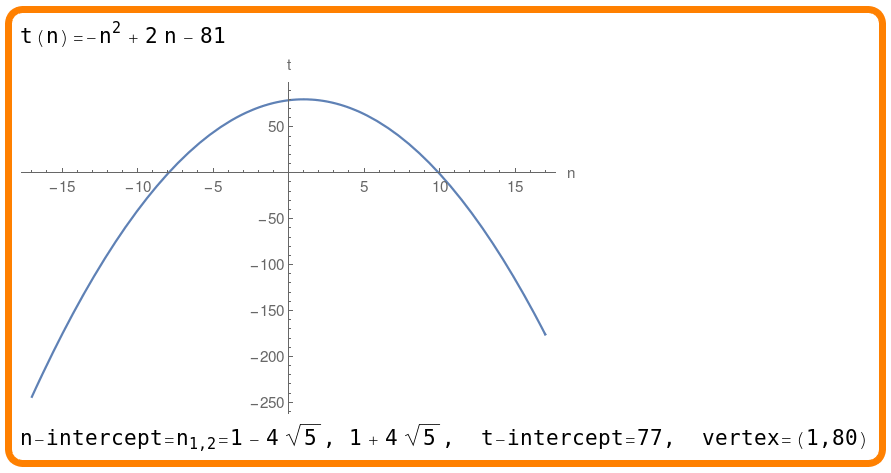 t(n)=-n² + 2 n - 81
t
50
-15 -10 -5 5 10 15 n
-50
-100
-150
-200
-250
n-intercept=n₁,₂=1 - 4 √5 , 1 + 4 √5 , t-intercept=77, vertex=(1,80)